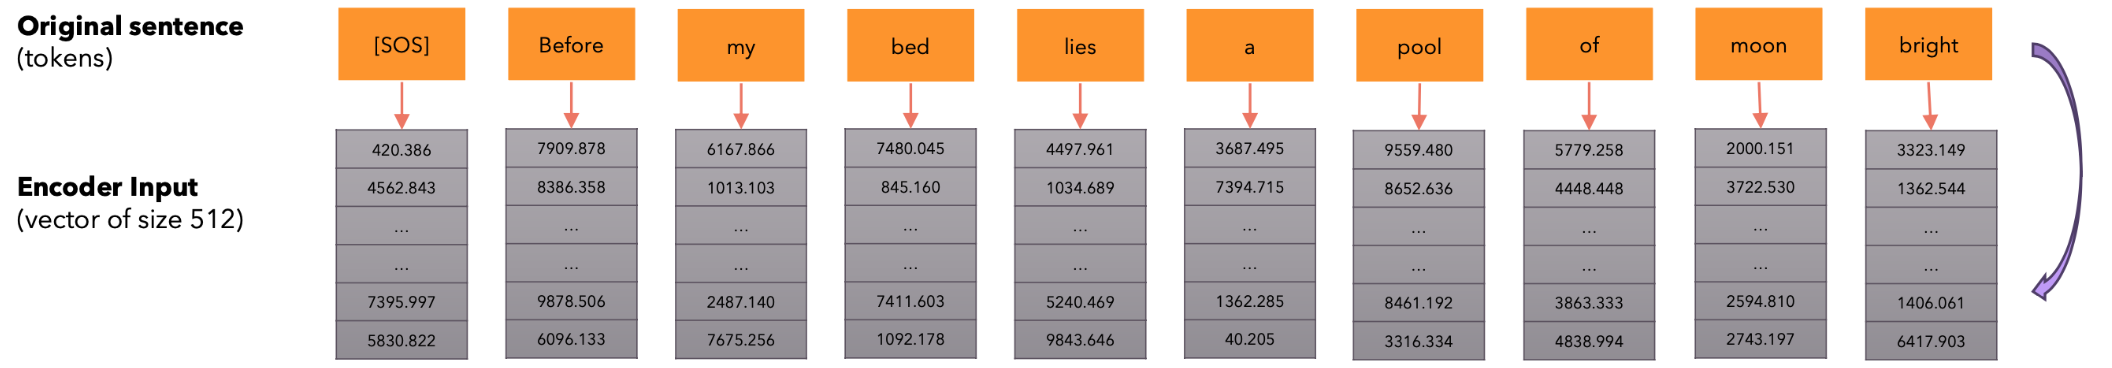 Original sentence
(tokens)
[SOS] Before my bed lies a pool of moon bright
Encoder Input
(vector of size 512)
420.386 7909.878 6167.866 7480.045 4497.961 3687.495 9559.480 5779.258 2000.151 3323.149
4562.843 8386.358 1013.103 845.160 1034.689 7394.715 8652.636 4448.448 3722.530 1362.544
... ... ... ... ... ... ... ... ... ...
... ... ... ... ... ... ... ... ... ...
7395.997 9878.506 2487.140 7411.603 5240.469 1362.285 8461.192 3863.333 2594.810 1406.061
5830.822 6096.133 7675.256 1092.178 9843.646 40.205 3316.334 4838.994 2743.197 6417.903